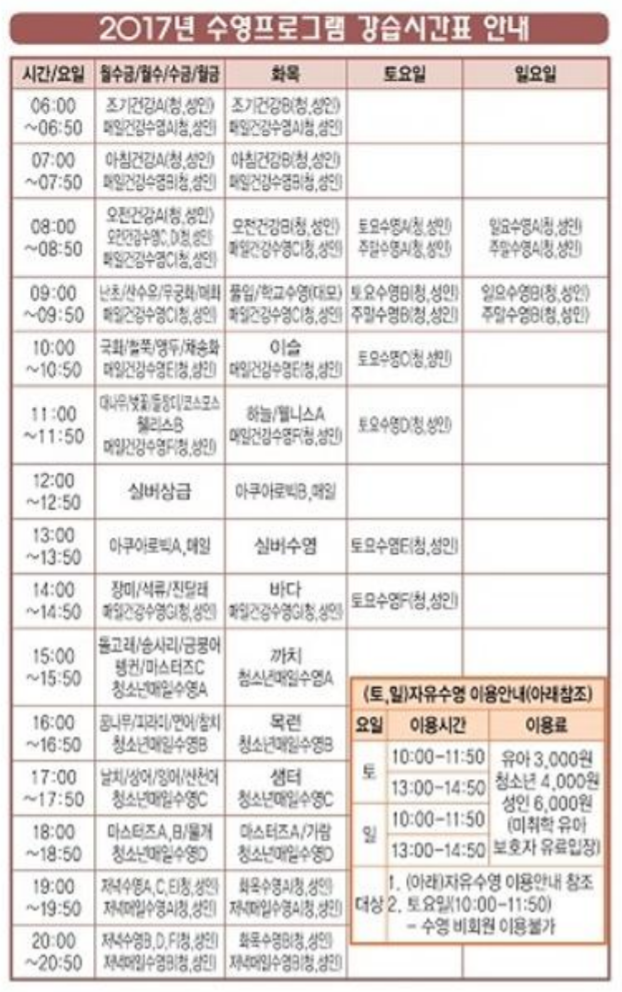 2017년 수영프로그램 강습시간표 안내
시간/요일 월수금/월수/수금/월금 화목 토요일 일요일
06:00 ~06:50
조기건강A(청,성인)
매일건강수영A(청,성인)
조기건강B(청,성인)
매일건강수영A(청,성인)
07:00 ~07:50
아침건강A(청,성인)
매일건강수영B(청,성인)
아침건강B(청,성인)
매일건강수영B(청,성인)
08:00 ~08:50
오전건강A(청,성인)
오전건강수영C,D(청,성인)
매일건강수영C(청,성인)
오전건강B(청,성인)
매일건강수영C(청,성인)
토요수영A(청,성인)
주말수영A(청,성인)
일요수영A(청,성인)
주말수영A(청,성인)
09:00 ~09:50
난초/산수유/무궁화/매화
매일건강수영C(청,성인)
풀잎/학교수영(대모)
매일건강수영C(청,성인)
토요수영B(청,성인)
주말수영B(청,성인)
일요수영B(청,성인)
주말수영B(청,성인)
10:00 ~10:50
국화/철쭉/앵두/채송화
매일건강수영E(청,성인)
이슬
매일건강수영E(청,성인)
토요수영C(청,성인)
11:00 ~11:50
대나무/벚꽃/들장미/코스모스
웰리스B
매일건강수영F(청,성인)
하늘/웰니스A
매일건강수영F(청,성인)
토요수영D(청,성인)
12:00 ~12:50
실버상급
아쿠아로빅B,매일
13:00 ~13:50
아쿠아로빅A,매일
실버수영
토요수영E(청,성인)
14:00 ~14:50
장미/석류/진달래
매일건강수영G(청,성인)
바다
매일건강수영G(청,성인)
토요수영F(청,성인)
15:00 ~15:50
돌고래/송사리/금붕어
펭귄/마스터즈C
청소년매일수영A
까치
청소년매일수영A
16:00 ~16:50
꿈나무/피라미/연어/참치
청소년매일수영B
목련
청소년매일수영B
17:00 ~17:50
날치/상어/잉어/산천어
청소년매일수영C
샘터
청소년매일수영C
18:00 ~18:50
마스터즈A,B/물개
청소년매일수영D
마스터즈A/가람
청소년매일수영D
19:00 ~19:50
저녁수영A,C,E(청,성인)
저녁매일수영A(청,성인)
화목수영A(청,성인)
저녁매일수영A(청,성인)
20:00 ~20:50
저녁수영B,D,F(청,성인)
저녁매일수영B(청,성인)
화목수영B(청,성인)
저녁매일수영B(청,성인)
(토,일)자유수영 이용안내(아래참조)
요일 이용시간 이용료
토
10:00-11:50
13:00-14:50
일
10:00-11:50
13:00-14:50
유아 3,000원
청소년 4,000원
성인 6,000원
(미취학 유아
보호자 유료입장)
대상
1. (아래)자유수영 이용안내 참조
2. 토요일(10:00-11:50)
- 수영 비회원 이용불가